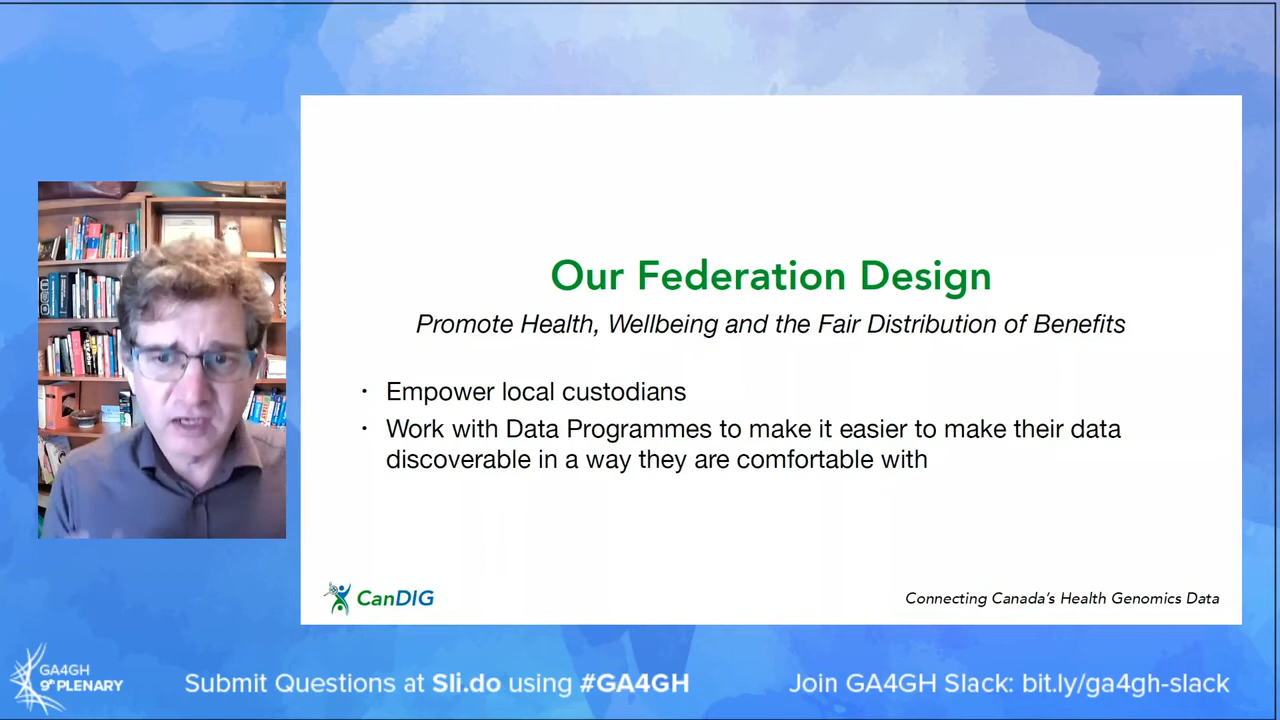 Our Federation Design
Promote Health, Wellbeing and the Fair Distribution of Benefits
· Empower local custodians
· Work with Data Programmes to make it easier to make their data
discoverable in a way they are comfortable with
CanDIG
Connecting Canada's Health Genomics Data
GA4GH
9th PLENARY
Submit Questions at Sli.do using #GA4GH
Join GA4GH Slack: bit.ly/ga4gh-slack